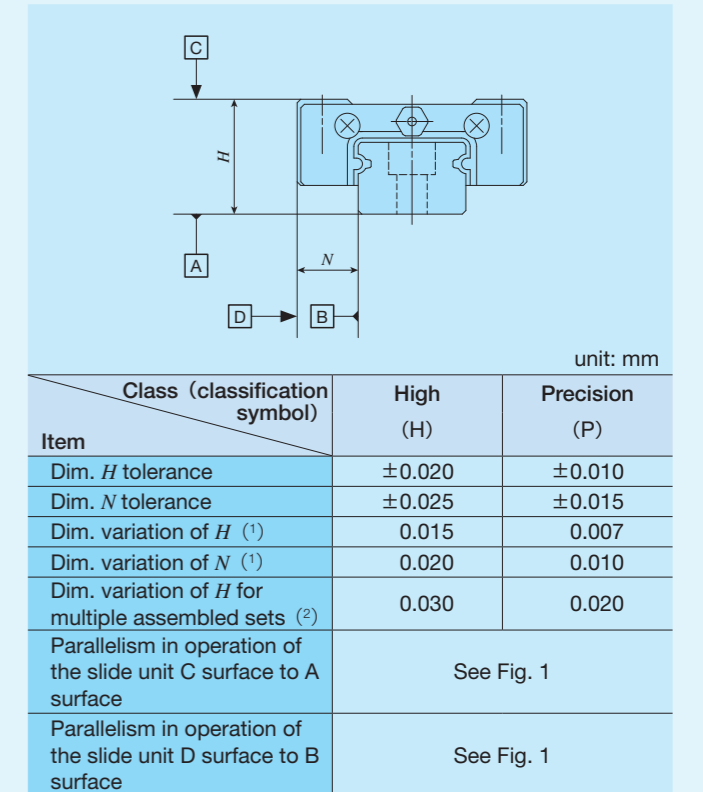 C
H
A
N
D
B
unit: mm
Class（classification symbol）
Item
High
（H）
Precision
（P）
Dim. H tolerance
±0.020
±0.010
Dim. N tolerance
±0.025
±0.015
Dim. variation of H（¹）
0.015
0.007
Dim. variation of N（¹）
0.020
0.010
Dim. variation of H for
multiple assembled sets（²）
0.030
0.020
Parallelism in operation of
the slide unit C surface to A
surface
See Fig. 1
Parallelism in operation of
the slide unit D surface to B
surface
See Fig. 1